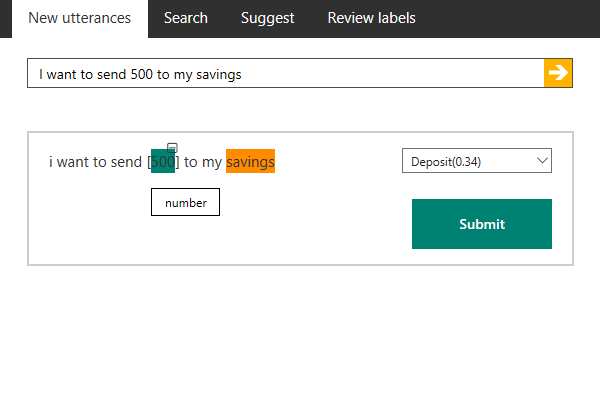 New utterances Search Suggest Review labels
I want to send 500 to my savings
i want to send [500] to my savings Deposit(0.34)
number
Submit